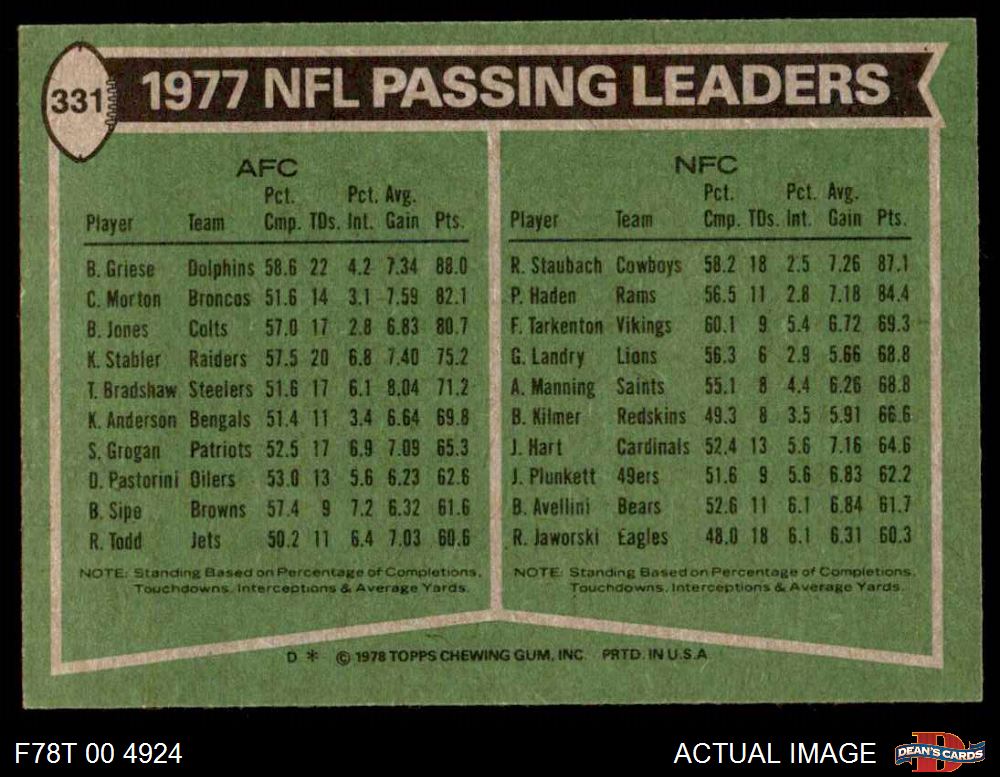 331 1977 NFL PASSING LEADERS
AFC
Pct. Pct. Avg.
Player Team Cmp. TDs. Int. Gain Pts.
B. Griese Dolphins 58.6 22 4.2 7.34 88.0
C. Morton Broncos 51.6 14 3.1 7.59 82.1
B. Jones Colts 57.0 17 2.8 6.83 80.7
K. Stabler Raiders 57.5 20 6.8 7.40 75.2
T. Bradshaw Steelers 51.6 17 6.1 8.04 71.2
K. Anderson Bengals 51.4 11 3.4 6.64 69.8
S. Grogan Patriots 52.5 17 6.9 7.09 65.3
D. Pastorini Oilers 53.0 13 5.6 6.23 62.6
B. Sipe Browns 57.4 9 7.2 6.32 61.6
R. Todd Jets 50.2 11 6.4 7.03 60.6
NOTE: Standing Based on Percentage of Completions,
Touchdowns, Interceptions & Average Yards.
NFC
Pct. Pct. Avg.
Player Team Cmp. TDs. Int. Gain Pts.
R. Staubach Cowboys 58.2 18 2.5 7.26 87.1
P. Haden Rams 56.5 11 2.8 7.18 84.4
F. Tarkenton Vikings 60.1 9 5.4 6.72 69.3
G. Landry Lions 56.3 6 2.9 5.66 68.8
A. Manning Saints 55.1 8 4.4 6.26 68.8
B. Kilmer Redskins 49.3 8 3.5 5.91 66.6
J. Hart Cardinals 52.4 13 5.6 7.16 64.6
J. Plunkett 49ers 51.6 9 5.6 6.83 62.2
B. Avellini Bears 52.6 11 6.1 6.84 61.7
R. Jaworski Eagles 48.0 18 6.1 6.31 60.3
NOTE: Standing Based on Percentage of Completions,
Touchdowns, Interceptions & Average Yards.
D * © 1978 TOPPS CHEWING GUM, INC. PRTD. IN U.S.A
F78T 00 4924
ACTUAL IMAGE
D
DEAN'S CARDS